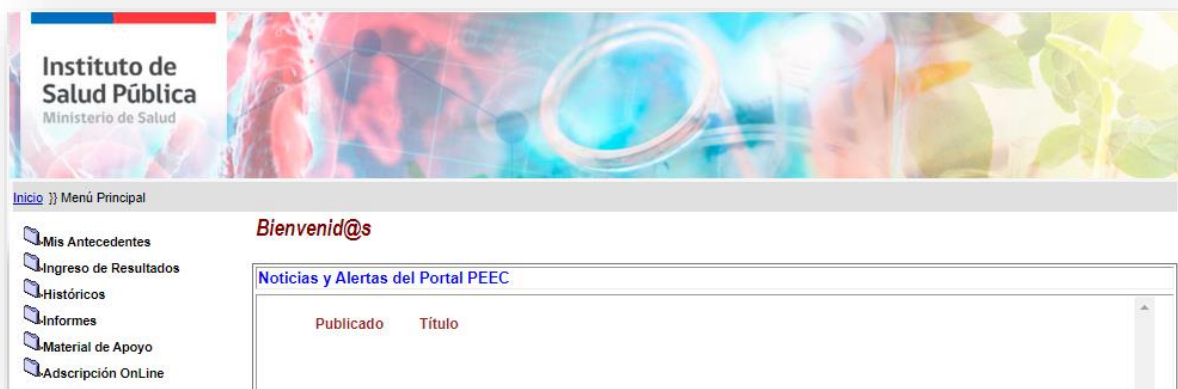 Instituto de
Salud Pública
Ministerio de Salud
Inicio }} Menú Principal
Bienvenid@s
Mis Antecedentes
Ingreso de Resultados
Históricos
Informes
Material de Apoyo
Adscripción OnLine
Noticias y Alertas del Portal PEEC
Publicado Título